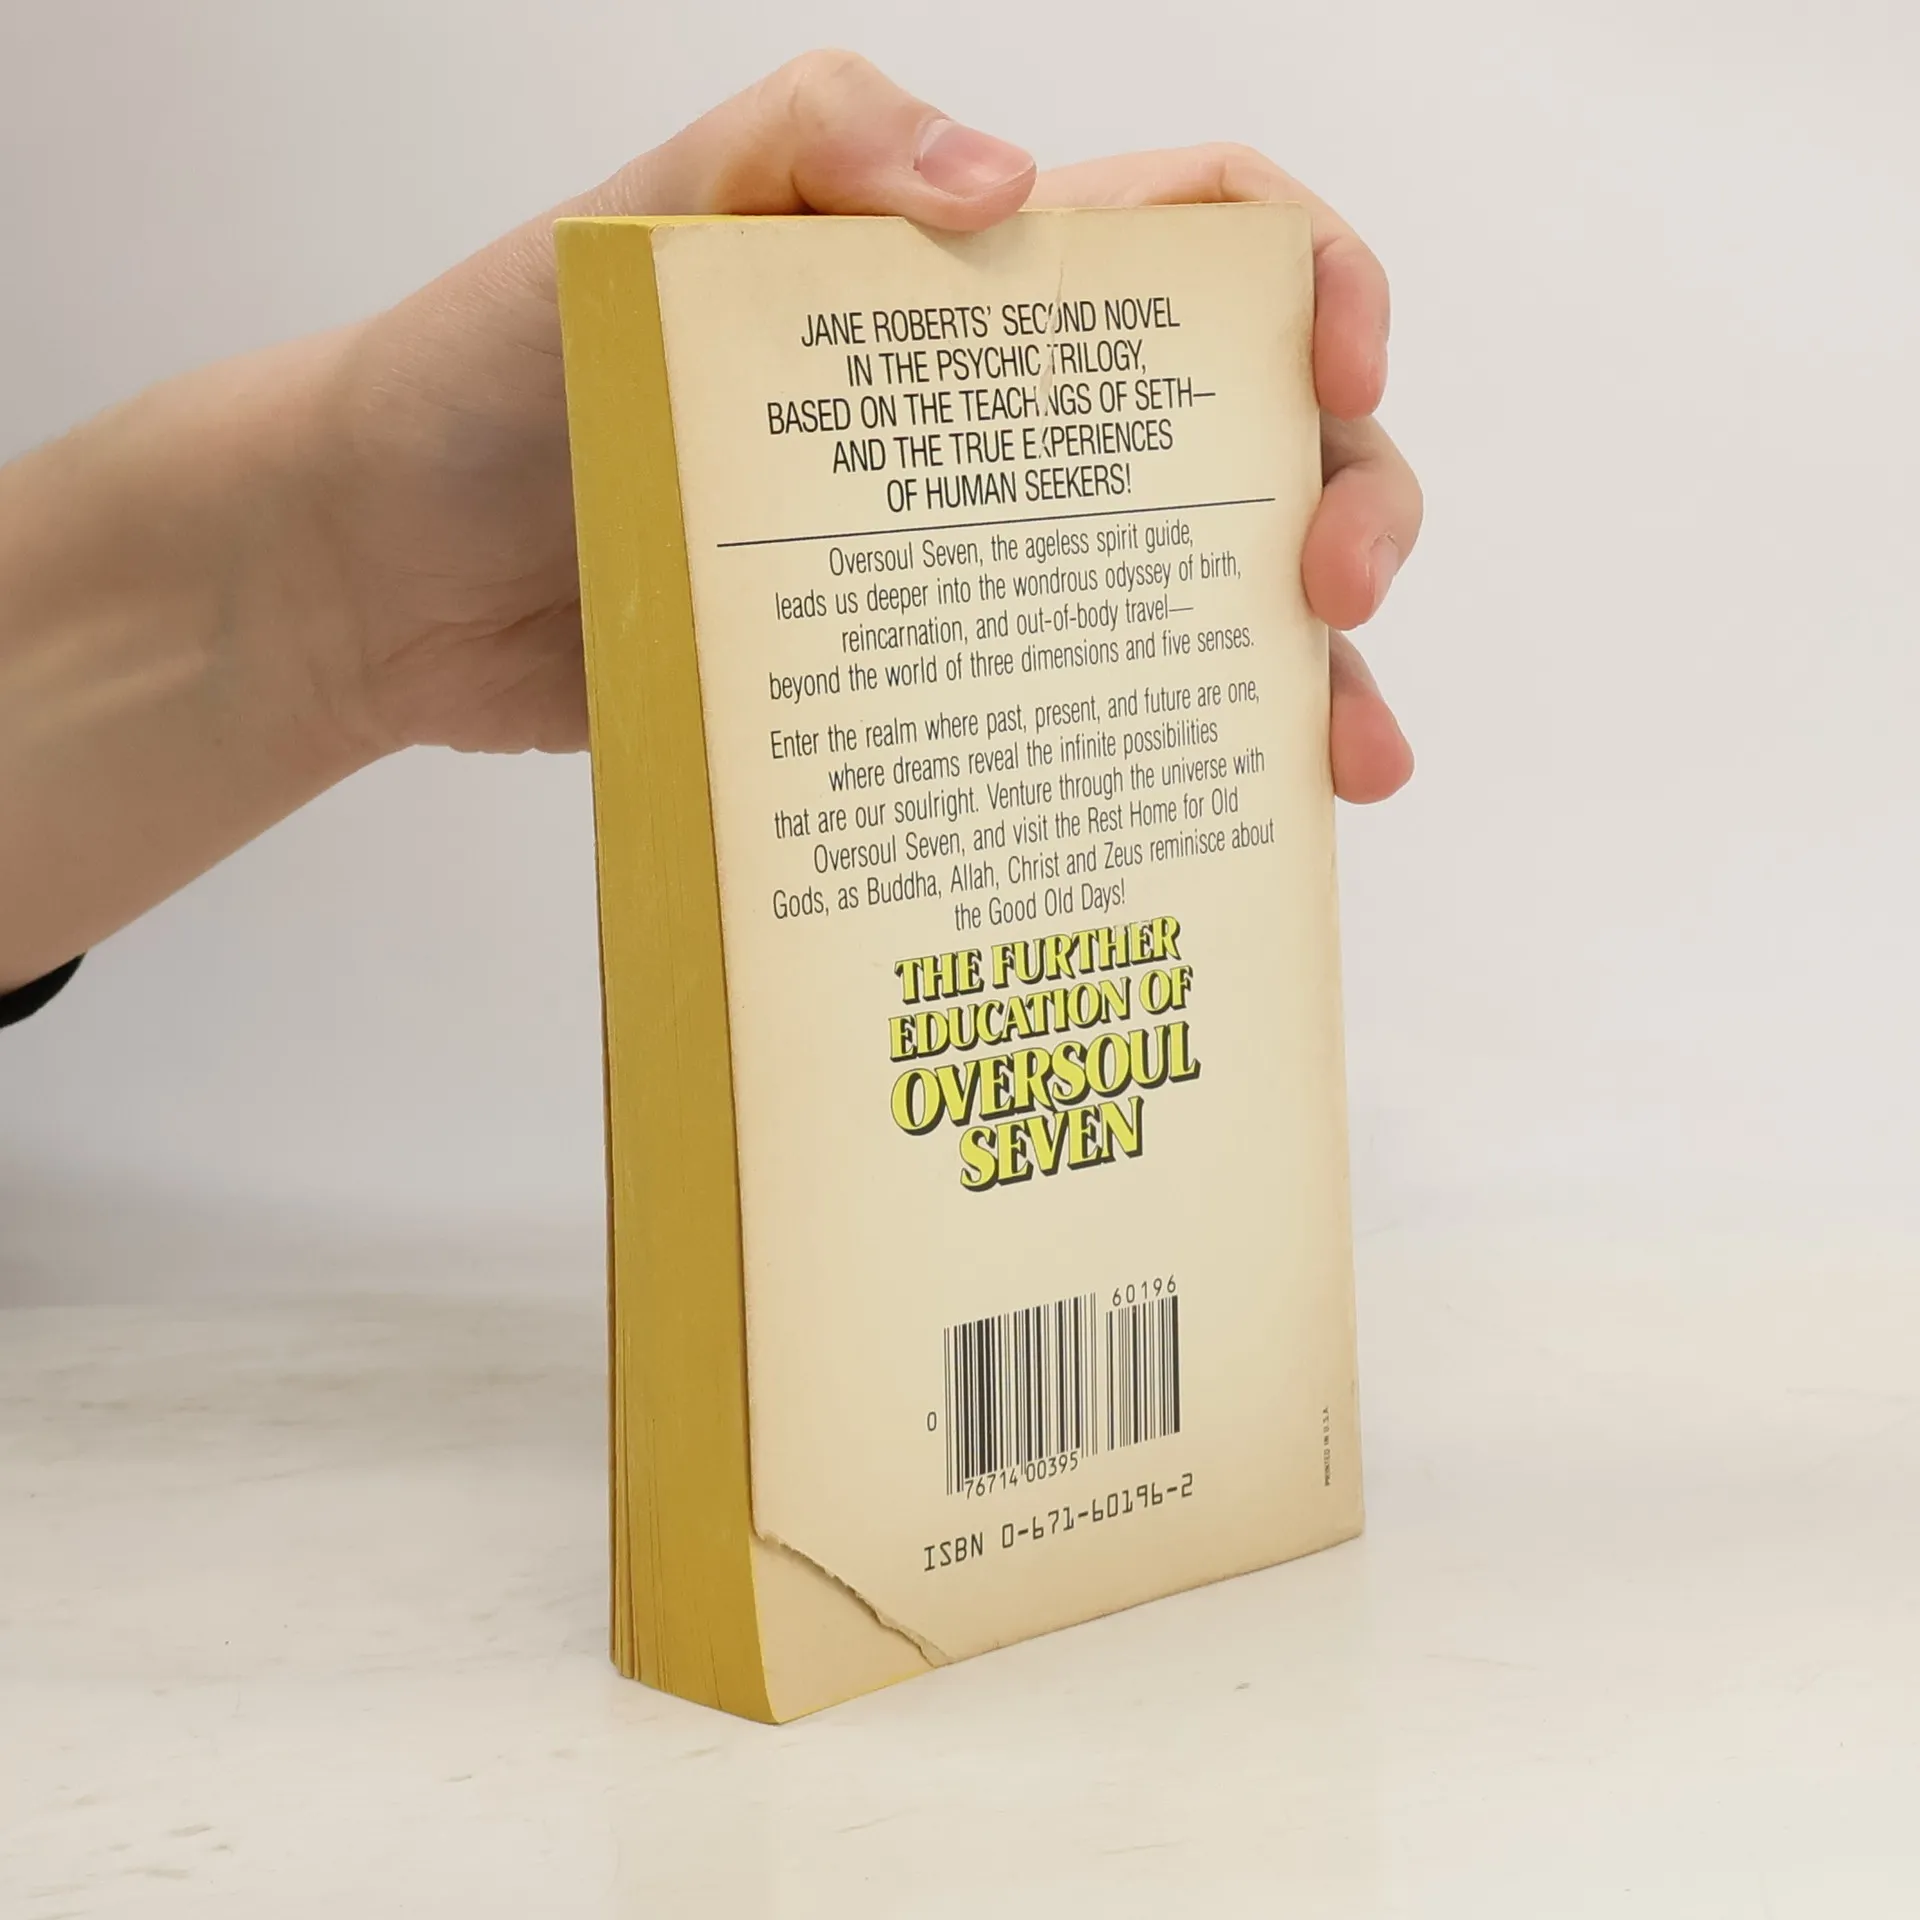 JANE ROBERTS' SECOND NOVEL
IN THE PSYCHIC TRILOGY,
BASED ON THE TEACHINGS OF SETH—
AND THE TRUE EXPERIENCES
OF HUMAN SEEKERS!
Oversoul Seven, the ageless spirit guide,
leads us deeper into the wondrous odyssey of birth,
reincarnation, and out-of-body travel—
beyond the world of three dimensions and five senses.
Enter the realm where past, present, and future are one,
where dreams reveal the infinite possibilities
that are our soulright. Venture through the universe with
Oversoul Seven, and visit the Rest Home for Old
Gods, as Buddha, Allah, Christ and Zeus reminisce about
the Good Old Days!
THE FURTHER
EDUCATION OF
OVERSOUL
SEVEN
60196
0
76714 00395
ISBN 0-671-60196-2
PRINTED IN U.S.A.